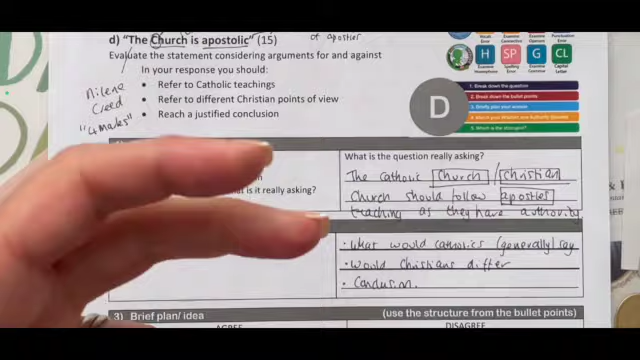 d) "The Church is apostolic" (15)
of apostles
Evaluate the statement considering arguments for and against
In your response you should:
• Refer to Catholic teachings
• Refer to different Christian points of view
• Reach a justified conclusion
Creed
"4 Marks"
H SP G CL
Spelling Error
Capital Letter
D
1. Break down the question
2. Break down the bullet points
3. Briefly plan your answer
5. Which is the strongest?
What is the question really asking?
The catholic Church / Christian
Church should follow apostles
teaching as they have authority
is it really asking?
• What would catholics (generally) say
• Would Christians differ
• Conclusion.
3) Brief plan/idea
(use the structure from the bullet points)
AGREE
DISAGREE